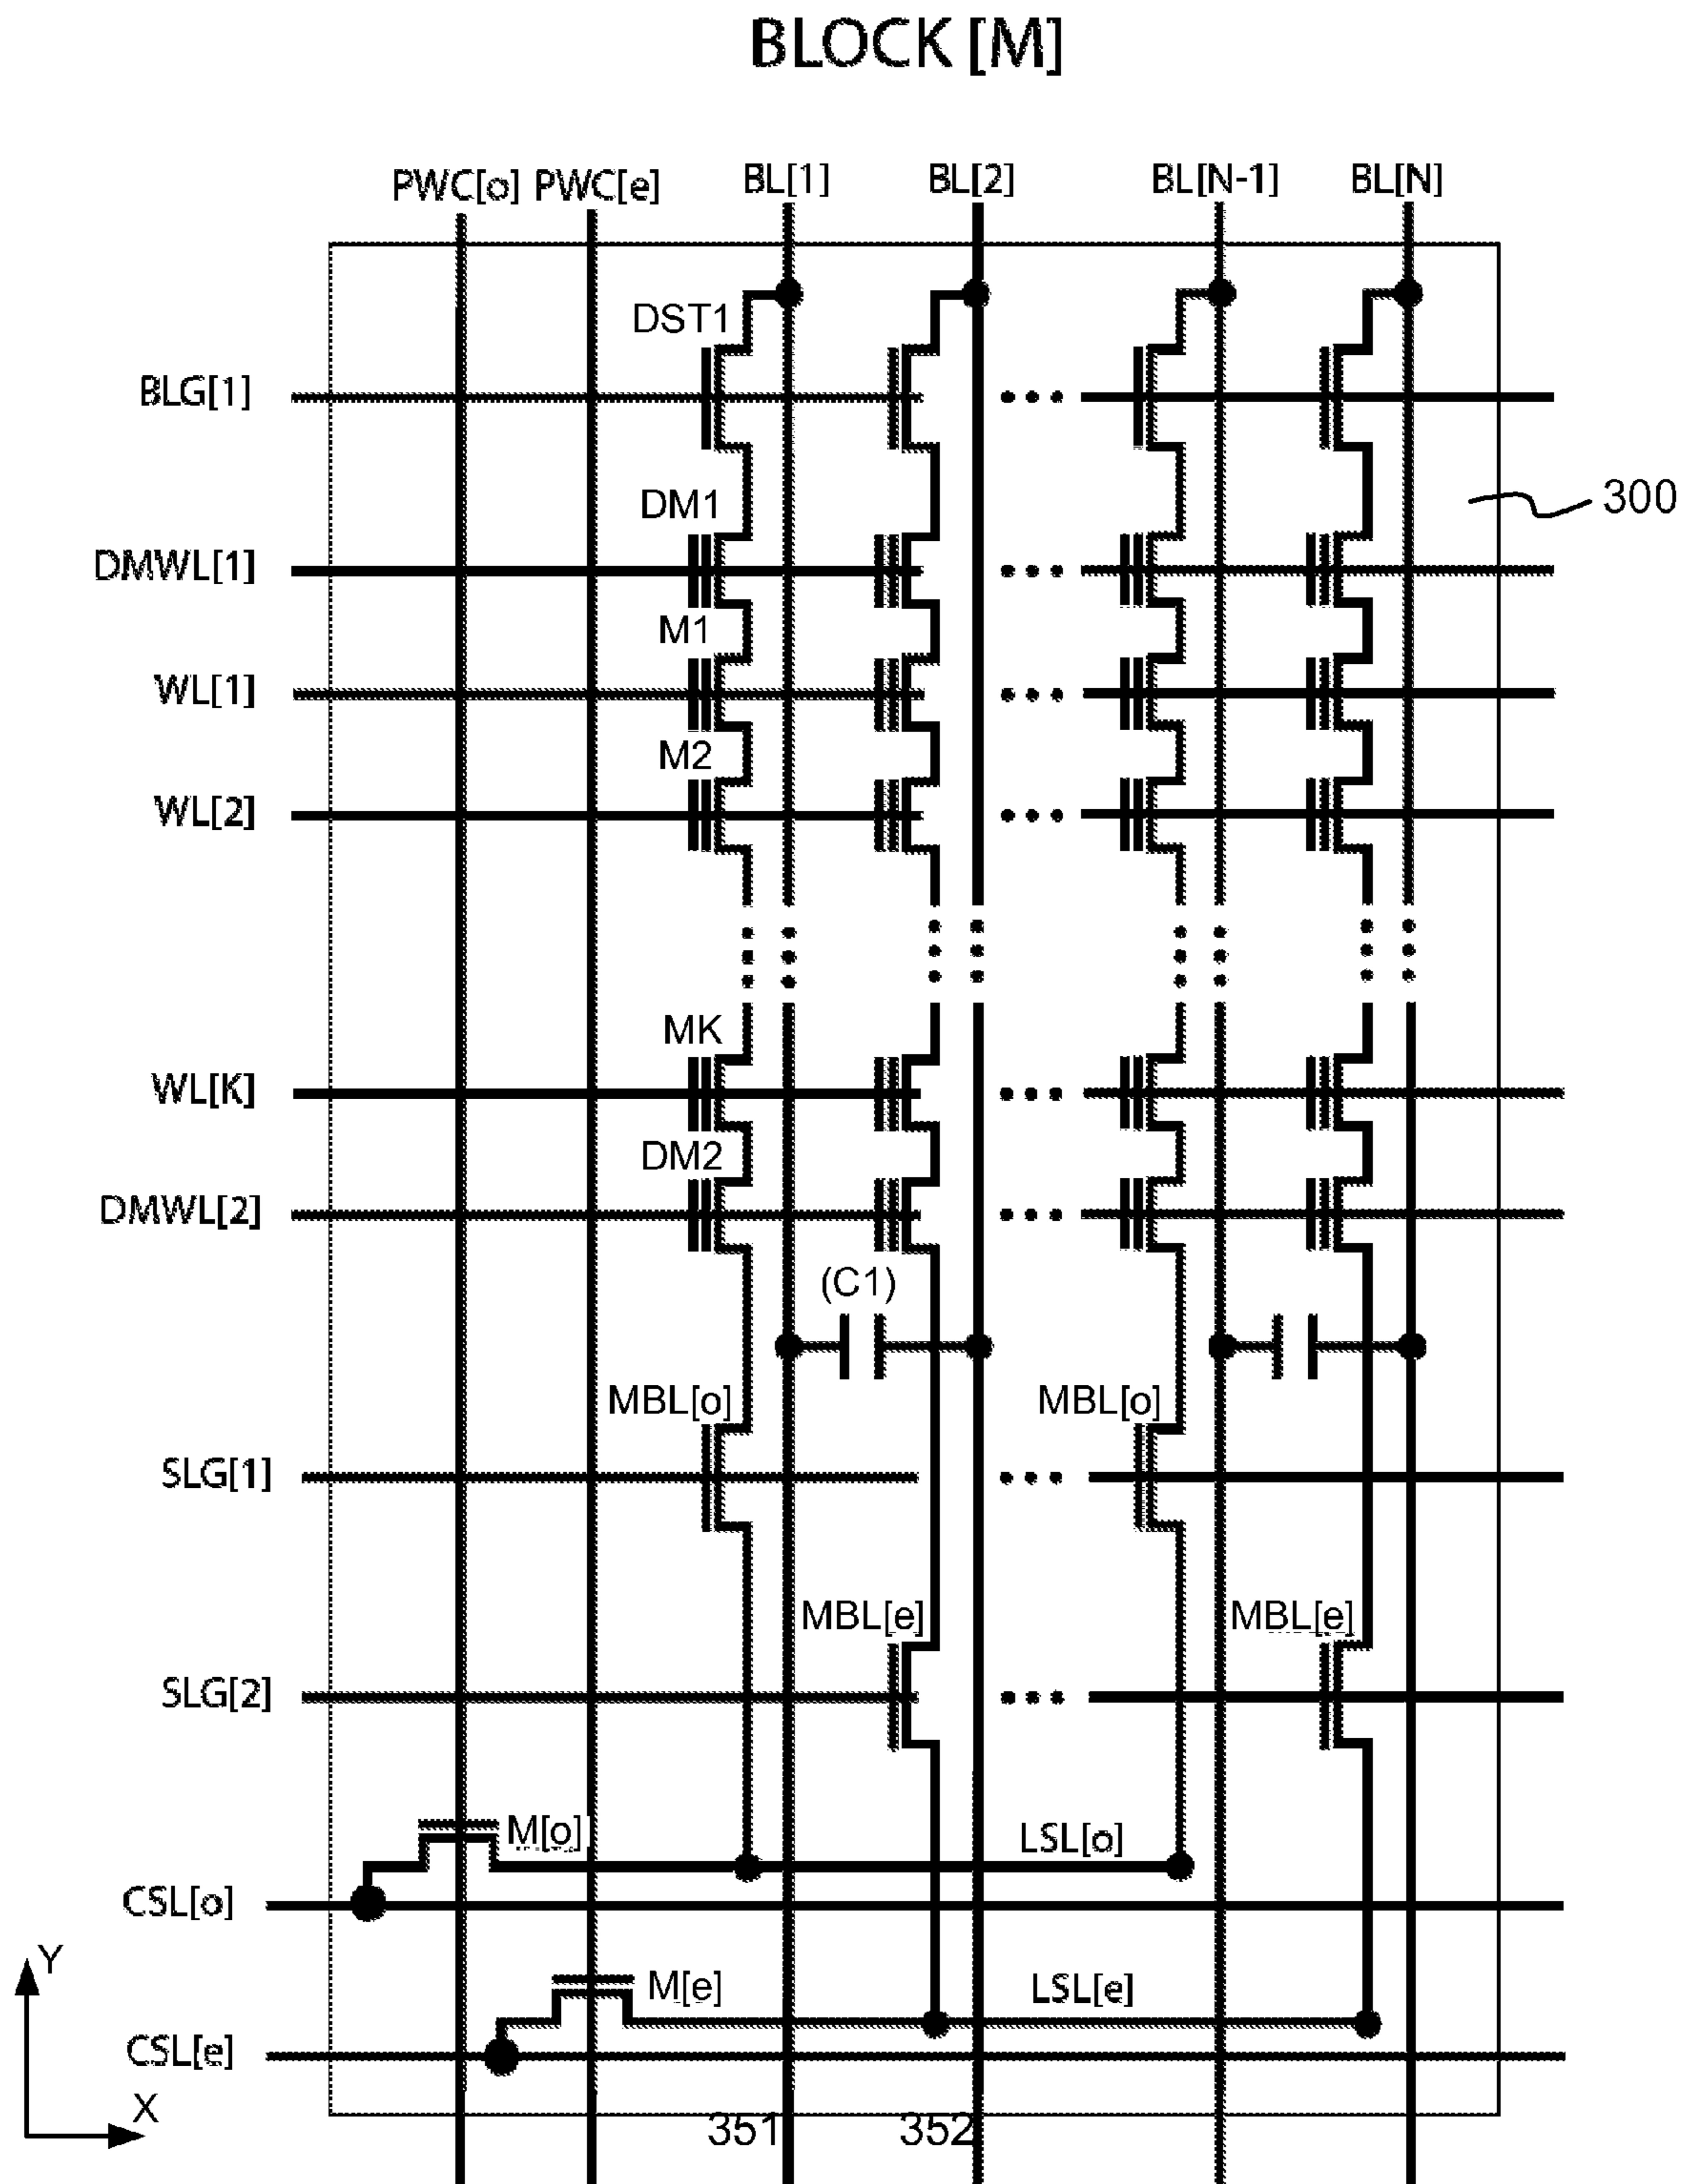 BLOCK [M]
PWC[o] PWC[e] BL[1] BL[2] BL[N-1] BL[N]
DST1
BLG[1]
300
DM1
DMWL[1]
M1
WL[1]
M2
WL[2]
MK
WL[K]
DM2
DMWL[2]
(C1)
MBL[o] MBL[o]
SLG[1]
MBL[e] MBL[e]
SLG[2]
M[o] LSL[o]
CSL[o]
Y
M[e] LSL[e]
CSL[e]
X
351 352